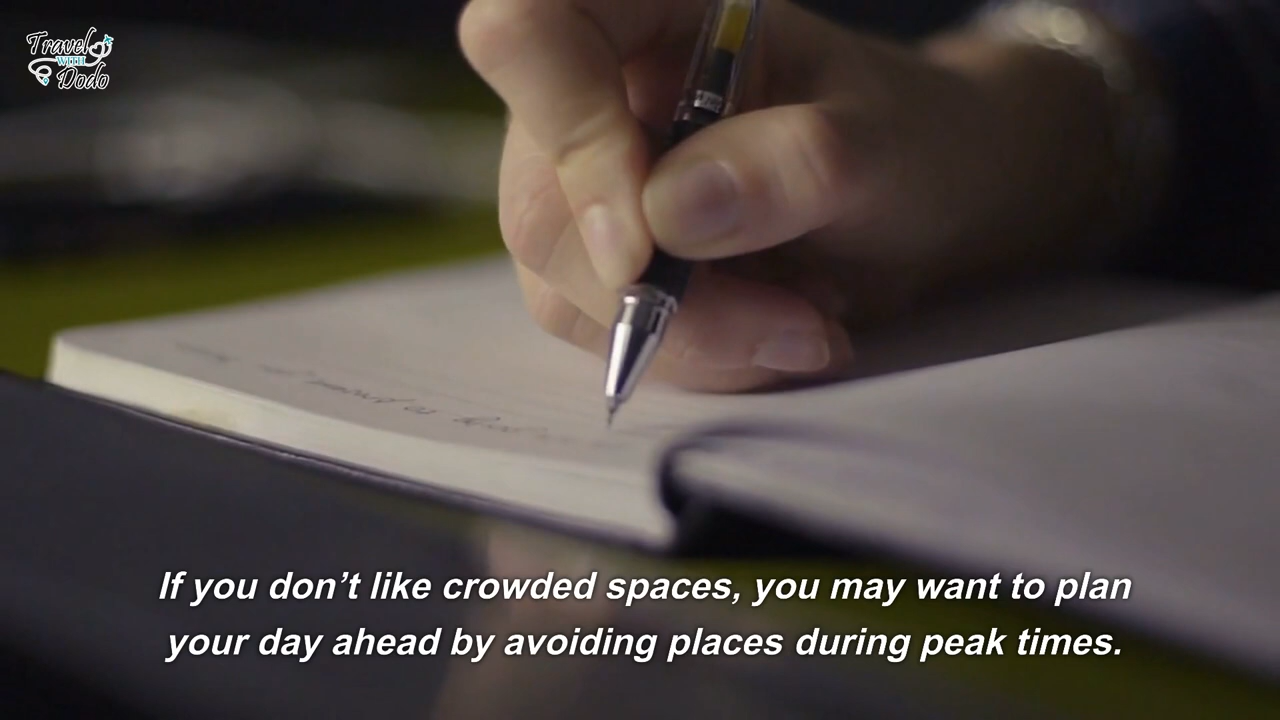 Travel
WITH
Dodo
If you don’t like crowded spaces, you may want to plan
your day ahead by avoiding places during peak times.